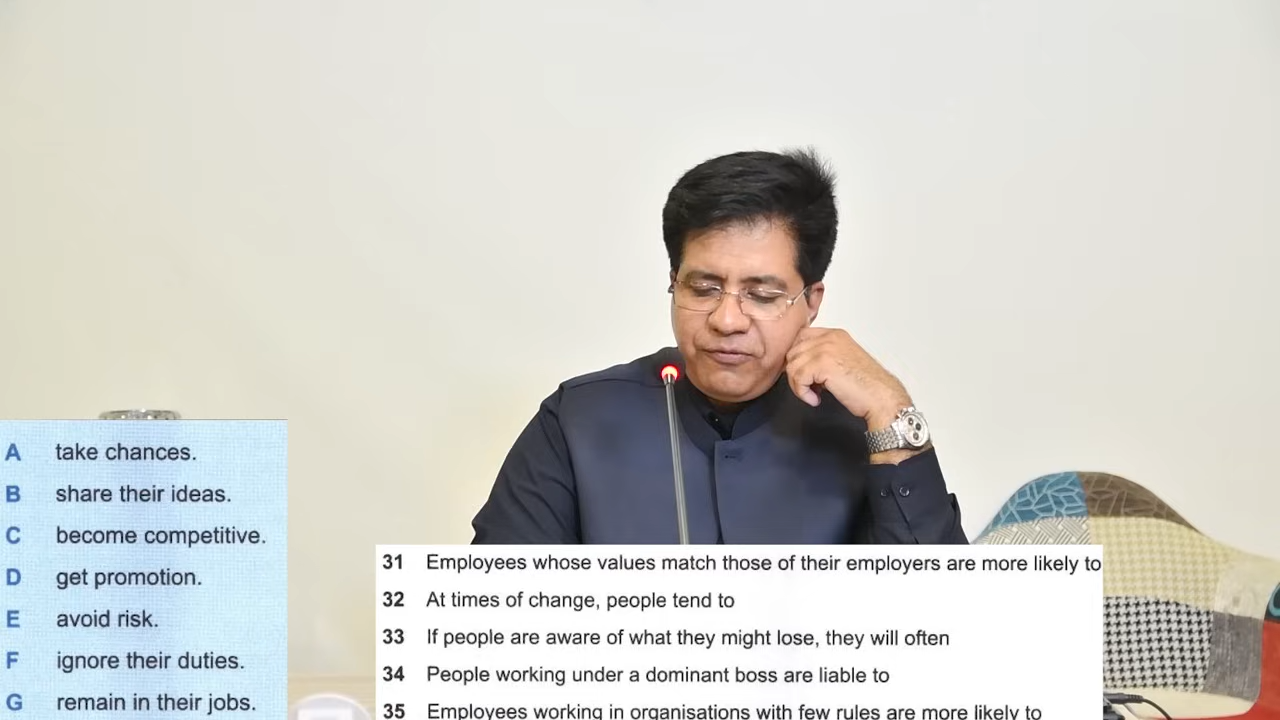 A take chances.
B share their ideas.
C become competitive.
D get promotion.
E avoid risk.
F ignore their duties.
G remain in their jobs.
31 Employees whose values match those of their employers are more likely to
32 At times of change, people tend to
33 If people are aware of what they might lose, they will often
34 People working under a dominant boss are liable to
35 Employees working in organisations with few rules are more likely to